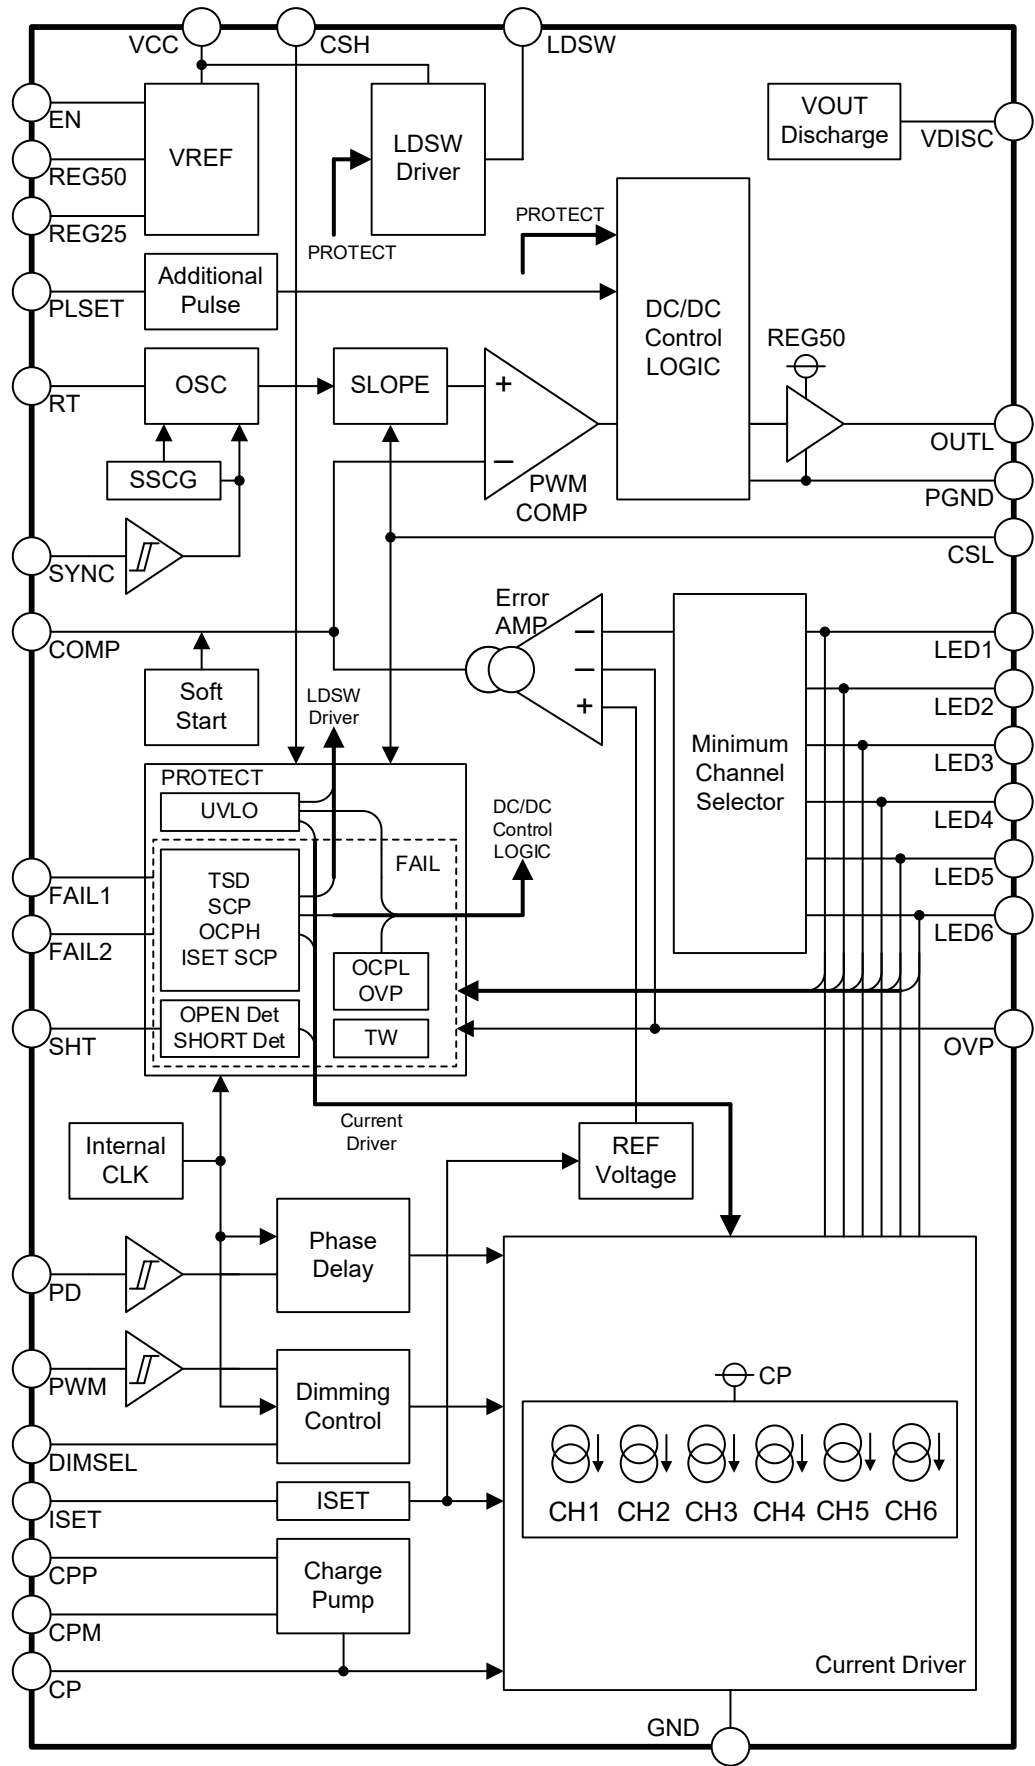 VCC
CSH
LDSW
EN
REG50
REG25
VREF
LDSW
Driver
VOUT
Discharge
VDISC
PROTECT
PROTECT
PLSET
Additional
Pulse
DC/DC
Control
LOGIC
REG50
RT
OSC
SLOPE
+
−
PWM
COMP
OUTL
SSCG
PGND
SYNC
CSL
COMP
Soft
Start
Error
AMP
−
−
+
Minimum
Channel
Selector
LED1
LED2
LED3
LED4
LED5
LED6
LDSW
Driver
PROTECT
UVLO
DC/DC
Control
LOGIC
FAIL
FAIL1
FAIL2
TSD
SCP
OCPH
ISET SCP
OCPL
OVP
SHT
OPEN Det
SHORT Det
TW
OVP
Current
Driver
Internal
CLK
REF
Voltage
Phase
Delay
PD
PWM
Dimming
Control
DIMSEL
CP
ISET
ISET
CH1
CH2
CH3
CH4
CH5
CH6
CPP
CPM
Charge
Pump
CP
Current Driver
GND